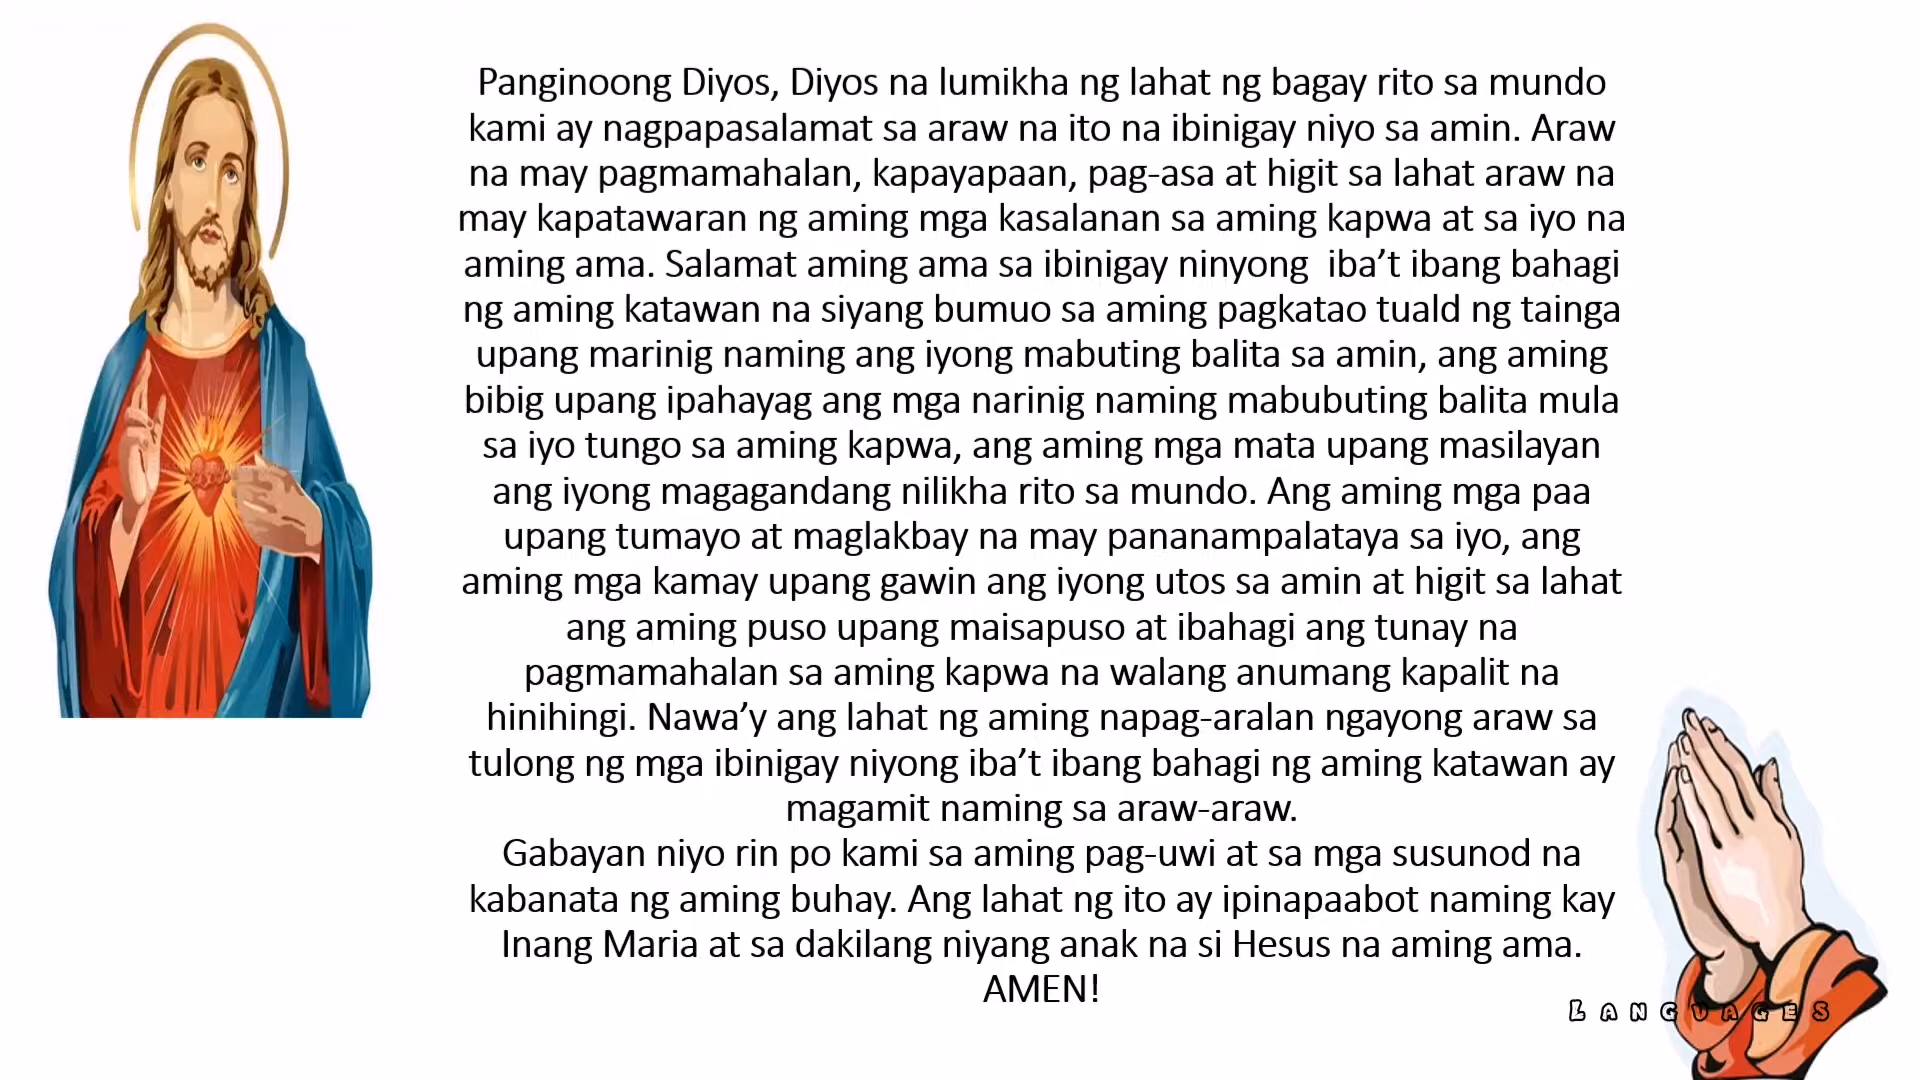 Panginoong Diyos, Diyos na lumikha ng lahat ng bagay rito sa mundo
kami ay nagpapasalamat sa araw na ito na ibinigay niyo sa amin. Araw
na may pagmamahalan, kapayapaan, pag-asa at higit sa lahat araw na
may kapatawaran ng aming mga kasalanan sa aming kapwa at sa iyo na
aming ama. Salamat aming ama sa ibinigay ninyong  iba’t ibang bahagi
ng aming katawan na siyang bumuo sa aming pagkatao tuald ng tainga
upang marinig naming ang iyong mabuting balita sa amin, ang aming
bibig upang ipahayag ang mga narinig naming mabubuting balita mula
sa iyo tungo sa aming kapwa, ang aming mga mata upang masilayan
ang iyong magagandang nilikha rito sa mundo. Ang aming mga paa
upang tumayo at maglakbay na may pananampalataya sa iyo, ang
aming mga kamay upang gawin ang iyong utos sa amin at higit sa lahat
ang aming puso upang maisapuso at ibahagi ang tunay na
pagmamahalan sa aming kapwa na walang anumang kapalit na
hinihingi. Nawa’y ang lahat ng aming napag-aralan ngayong araw sa
tulong ng mga ibinigay niyong iba’t ibang bahagi ng aming katawan ay
magamit naming sa araw-araw.
Gabayan niyo rin po kami sa aming pag-uwi at sa mga susunod na
kabanata ng aming buhay. Ang lahat ng ito ay ipinapaabot naming kay
Inang Maria at sa dakilang niyang anak na si Hesus na aming ama.
AMEN!
LANGUAGES